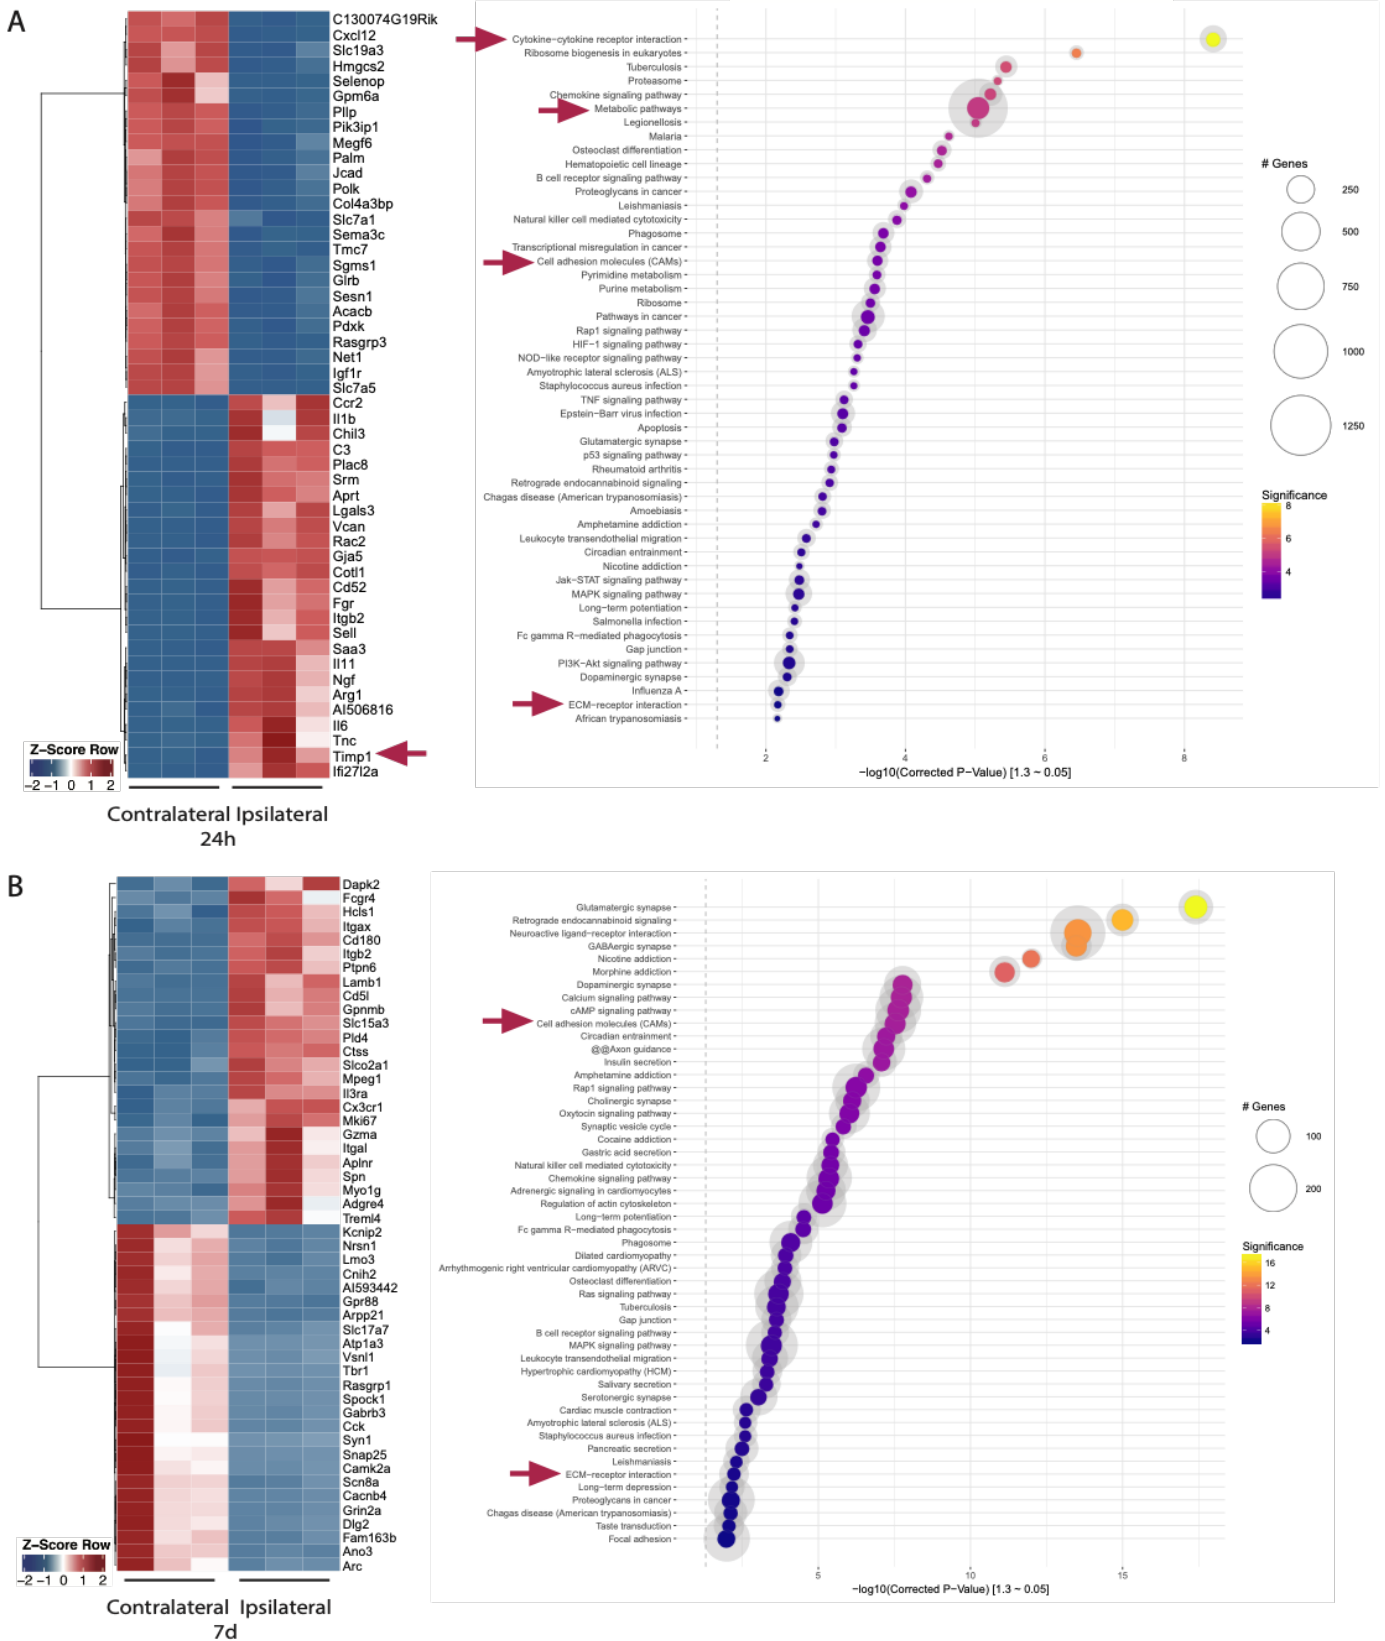 A
C130074G19Rik
Cxcl12
Slc19a3
Hmgcs2
Selenop
Gpm6a
Pllp
Pik3ip1
Megf6
Palm
Jcad
Polk
Col4a3bp
Slc7a1
Sema3c
Tmc7
Sgms1
Glrb
Sesn1
Acacb
Pdxk
Rasgrp3
Net1
Igf1r
Slc7a5
Ccr2
Il1b
Chil3
C3
Plac8
Srm
Aprt
Lgals3
Vcan
Rac2
Gja5
Cotl1
Cd52
Fgr
Itgb2
Sell
Saa3
Il11
Ngf
Arg1
AI506816
Il6
Tnc
Timp1
Ifi27l2a
Z−Score Row
−2 −1 0 1 2
Contralateral Ipsilateral
24h
Cytokine−cytokine receptor interaction
Ribosome biogenesis in eukaryotes
Tuberculosis
Proteasome
Chemokine signaling pathway
Metabolic pathways
Legionellosis
Malaria
Osteoclast differentiation
Hematopoietic cell lineage
B cell receptor signaling pathway
Proteoglycans in cancer
Leishmaniasis
Natural killer cell mediated cytotoxicity
Phagosome
Transcriptional misregulation in cancer
Cell adhesion molecules (CAMs)
Pyrimidine metabolism
Purine metabolism
Ribosome
Pathways in cancer
Rap1 signaling pathway
HIF−1 signaling pathway
NOD−like receptor signaling pathway
Amyotrophic lateral sclerosis (ALS)
Staphylococcus aureus infection
TNF signaling pathway
Epstein−Barr virus infection
Apoptosis
Glutamatergic synapse
p53 signaling pathway
Rheumatoid arthritis
Retrograde endocannabinoid signaling
Chagas disease (American trypanosomiasis)
Amoebiasis
Amphetamine addiction
Leukocyte transendothelial migration
Circadian entrainment
Nicotine addiction
Jak−STAT signaling pathway
MAPK signaling pathway
Long−term potentiation
Salmonella infection
Fc gamma R−mediated phagocytosis
Gap junction
PI3K−Akt signaling pathway
Dopaminergic synapse
Influenza A
ECM−receptor interaction
African trypanosomiasis
2 4 6 8
−log10(Corrected P−Value) [1.3 ~ 0.05]
# Genes
250
500
750
1000
1250
Significance
8
6
4
B
Dapk2
Fcgr4
Hcls1
Itgax
Cd180
Itgb2
Ptpn6
Lamb1
Cd5l
Gpnmb
Slc15a3
Pld4
Ctss
Slco2a1
Mpeg1
Il3ra
Cx3cr1
Mki67
Gzma
Itgal
Aplnr
Spn
Myo1g
Adgre4
Treml4
Kcnip2
Nrsn1
Lmo3
Cnih2
AI593442
Gpr88
Arpp21
Slc17a7
Atp1a3
Vsnl1
Tbr1
Rasgrp1
Spock1
Gabrb3
Cck
Syn1
Snap25
Camk2a
Scn8a
Cacnb4
Grin2a
Dlg2
Fam163b
Ano3
Arc
Z−Score Row
−2 −1 0 1 2
Contralateral Ipsilateral
7d
Glutamatergic synapse
Retrograde endocannabinoid signaling
Neuroactive ligand−receptor interaction
GABAergic synapse
Nicotine addiction
Morphine addiction
Dopaminergic synapse
Calcium signaling pathway
cAMP signaling pathway
Cell adhesion molecules (CAMs)
Circadian entrainment
@@Axon guidance
Insulin secretion
Amphetamine addiction
Rap1 signaling pathway
Cholinergic synapse
Oxytocin signaling pathway
Synaptic vesicle cycle
Cocaine addiction
Gastric acid secretion
Natural killer cell mediated cytotoxicity
Chemokine signaling pathway
Adrenergic signaling in cardiomyocytes
Regulation of actin cytoskeleton
Long−term potentiation
Fc gamma R−mediated phagocytosis
Phagosome
Dilated cardiomyopathy
Arrhythmogenic right ventricular cardiomyopathy (ARVC)
Osteoclast differentiation
Ras signaling pathway
Tuberculosis
Gap junction
B cell receptor signaling pathway
MAPK signaling pathway
Leukocyte transendothelial migration
Hypertrophic cardiomyopathy (HCM)
Salivary secretion
Serotonergic synapse
Cardiac muscle contraction
Amyotrophic lateral sclerosis (ALS)
Staphylococcus aureus infection
Pancreatic secretion
Leishmaniasis
ECM−receptor interaction
Long−term depression
Proteoglycans in cancer
Chagas disease (American trypanosomiasis)
Taste transduction
Focal adhesion
5 10 15
−log10(Corrected P−Value) [1.3 ~ 0.05]
# Genes
100
200
Significance
16
12
8
4